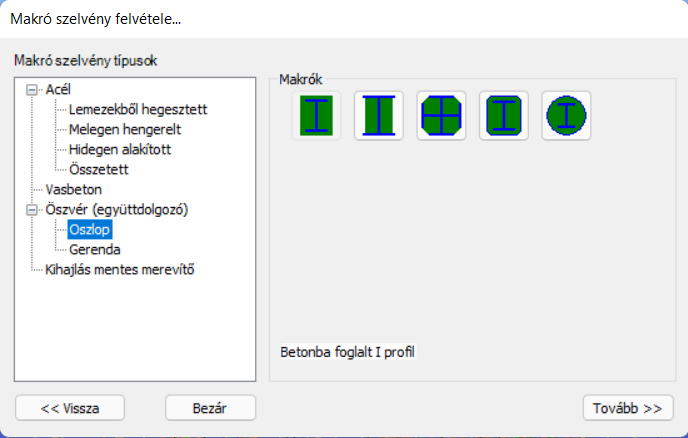 Makró szelvény felvétele...
Makró szelvény típusok
Acél
Lemezekből hegesztett
Melegen hengerelt
Hidegen alakított
Összetett
Vasbeton
Öszvér (együttdolgozó)
Oszlop
Gerenda
Kihajlás mentes merevítő
Makrók
Betonba foglalt I profil
<< Vissza
Bezár
Tovább >>